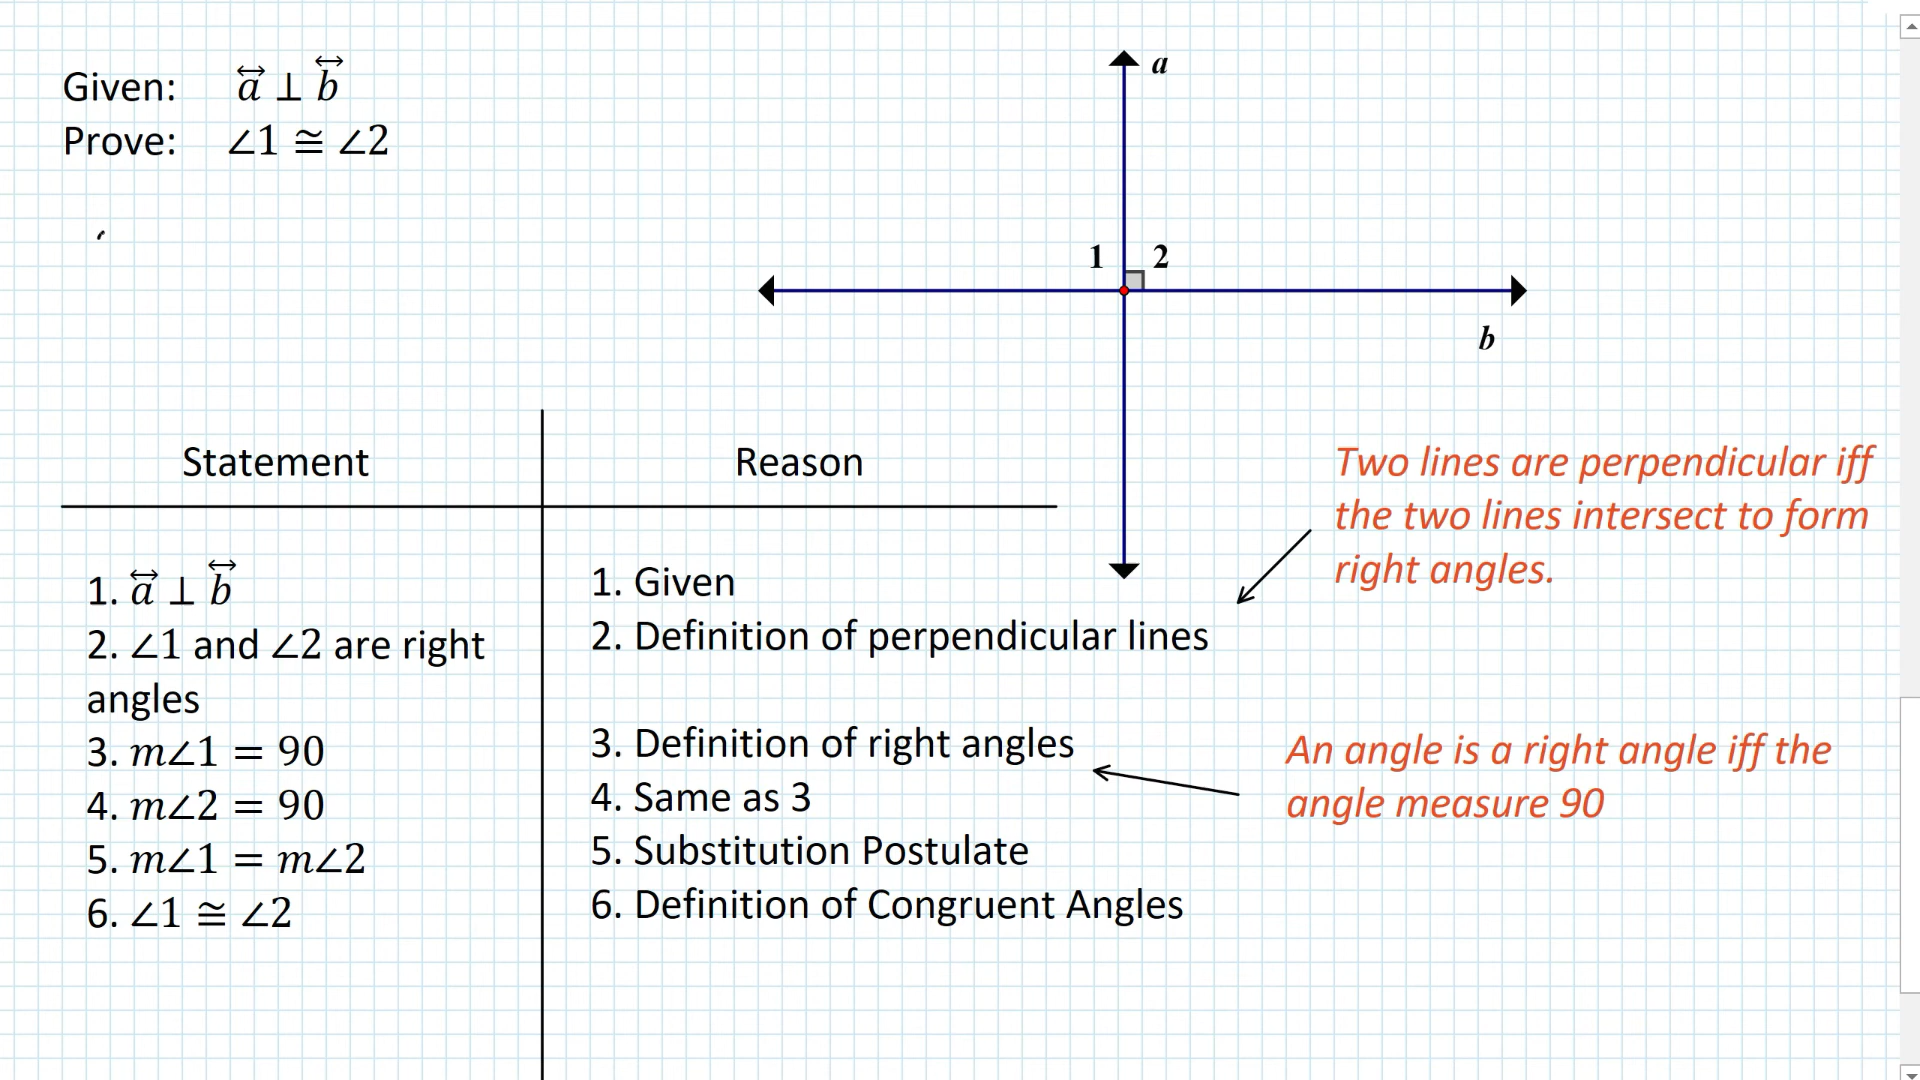 Given: a ⊥ b
Prove: ∠1 ≅ ∠2
a
1 2
b
Statement
Reason
1. a ⊥ b
2. ∠1 and ∠2 are right
angles
3. m∠1 = 90
4. m∠2 = 90
5. m∠1 = m∠2
6. ∠1 ≅ ∠2
1. Given
2. Definition of perpendicular lines
3. Definition of right angles
4. Same as 3
5. Substitution Postulate
6. Definition of Congruent Angles
Two lines are perpendicular iff
the two lines intersect to form
right angles.
An angle is a right angle iff the
angle measure 90